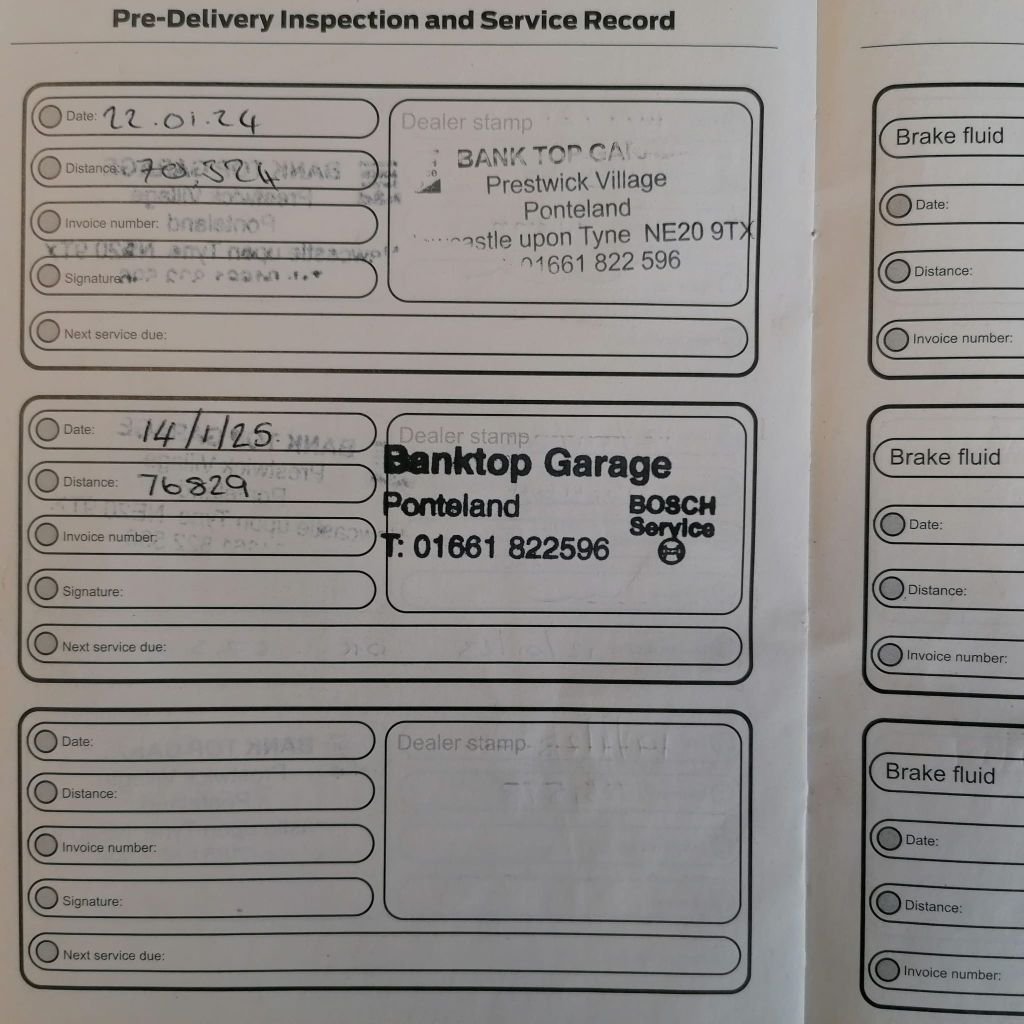 Pre-Delivery Inspection and Service Record
Date: 22.01.24
Distance: 70,524
Invoice number:
Signature:
Next service due:
Dealer stamp
BANK TOP
Prestwick Village
Ponteland
upon Tyne NE20 9TX
01661 822 596
Date: 14/1/25
Distance: 76829
Invoice number:
Signature:
Next service due:
Dealer stamp
Banktop Garage
Ponteland
BOSCH
Service
T: 01661 822596
Date:
Distance:
Invoice number:
Signature:
Next service due:
Dealer stamp
Brake fluid
Date:
Distance:
Invoice number:
Brake fluid
Date:
Distance:
Invoice number:
Brake fluid
Date:
Distance:
Invoice number: